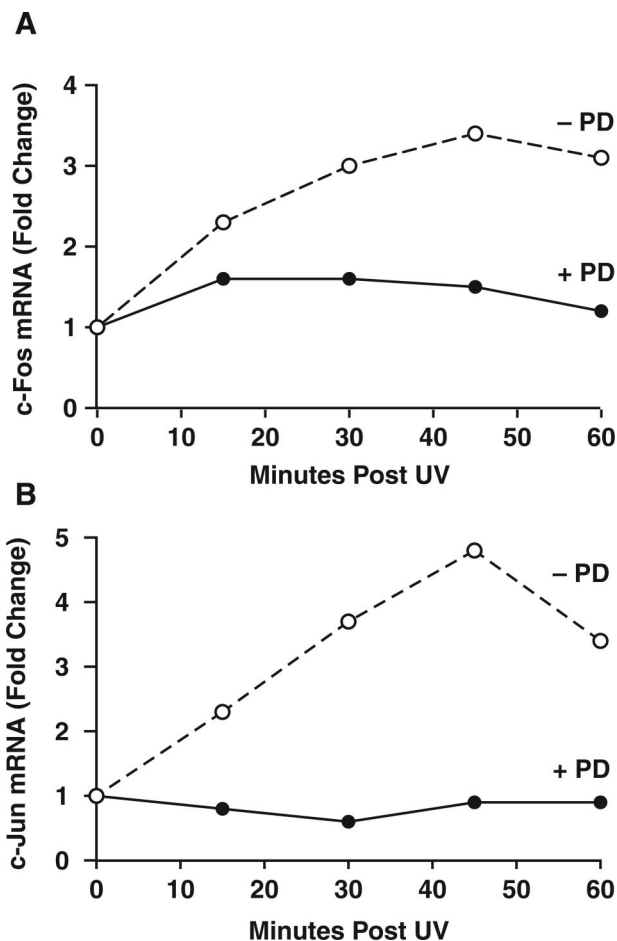 A
c-Fos mRNA (Fold Change)
4
3
2
1
0
– PD
+ PD
0 10 20 30 40 50 60
Minutes Post UV
B
c-Jun mRNA (Fold Change)
5
4
3
2
1
0
– PD
+ PD
0 10 20 30 40 50 60
Minutes Post UV